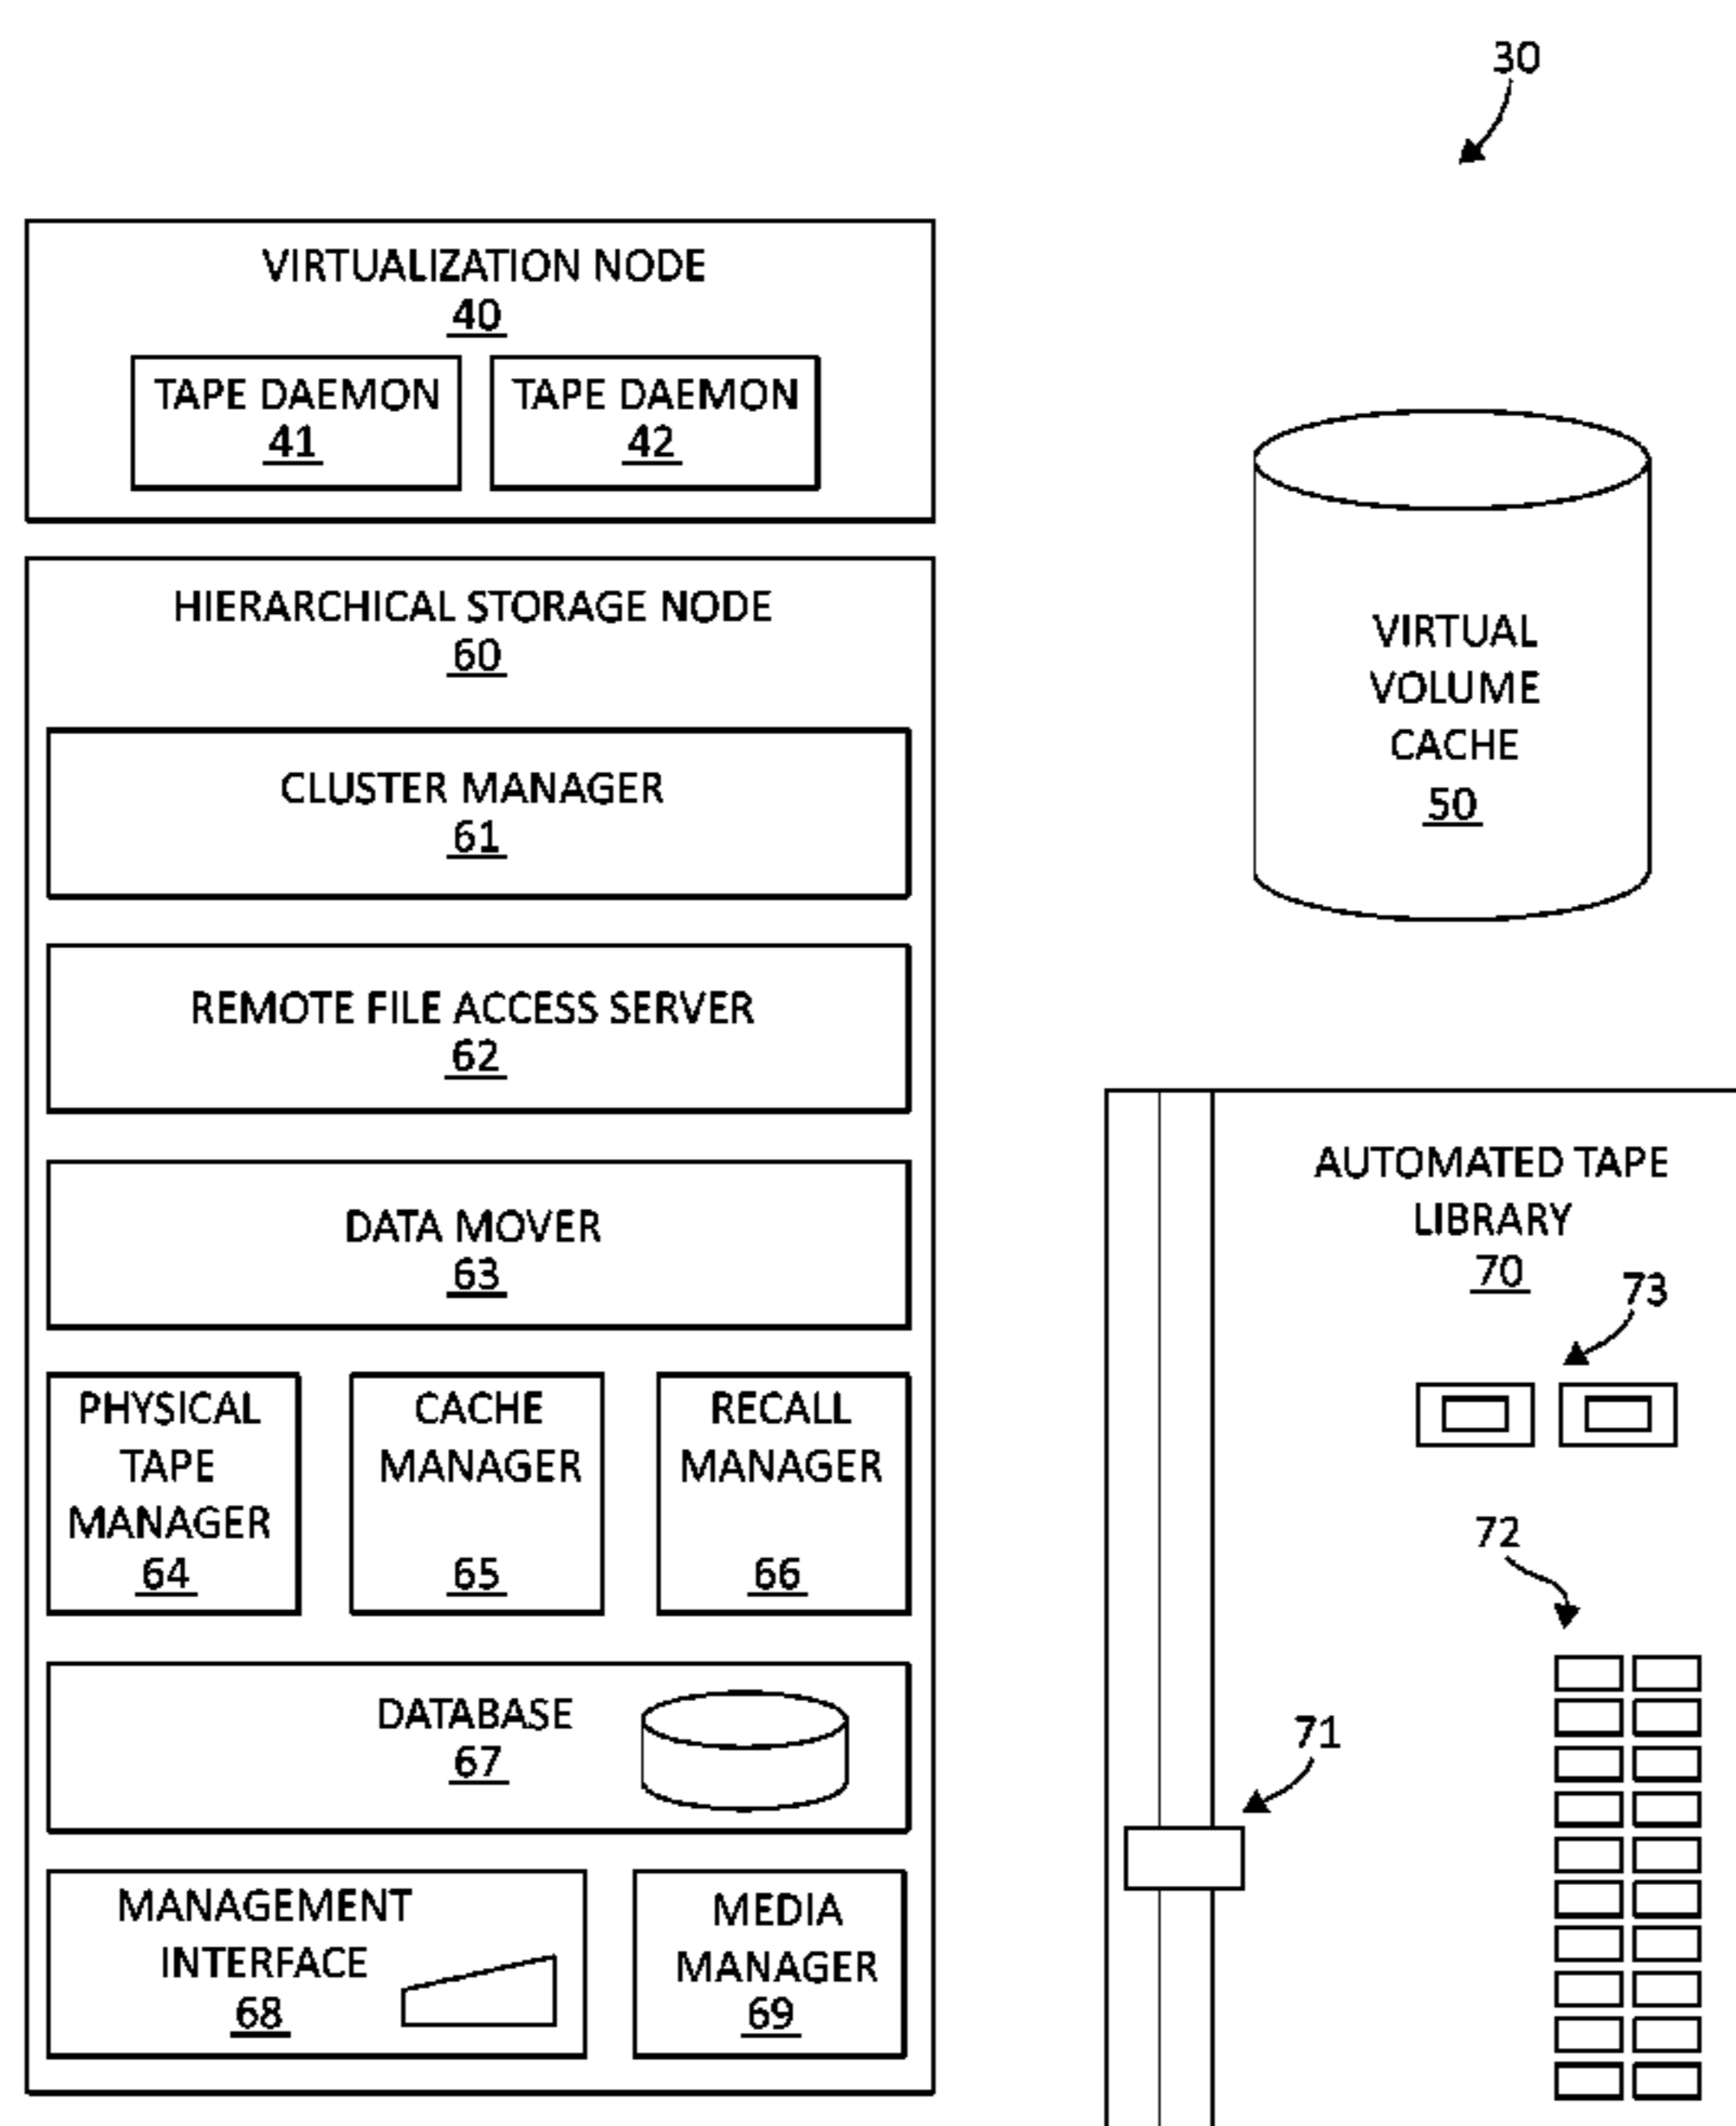 30
VIRTUALIZATION NODE
40
TAPE DAEMON
41
TAPE DAEMON
42
HIERARCHICAL STORAGE NODE
60
CLUSTER MANAGER
61
REMOTE FILE ACCESS SERVER
62
DATA MOVER
63
PHYSICAL
TAPE
MANAGER
64
CACHE
MANAGER
65
RECALL
MANAGER
66
DATABASE
67
MANAGEMENT
INTERFACE
68
MEDIA
MANAGER
69
VIRTUAL
VOLUME
CACHE
50
AUTOMATED TAPE
LIBRARY
70
73
72
71